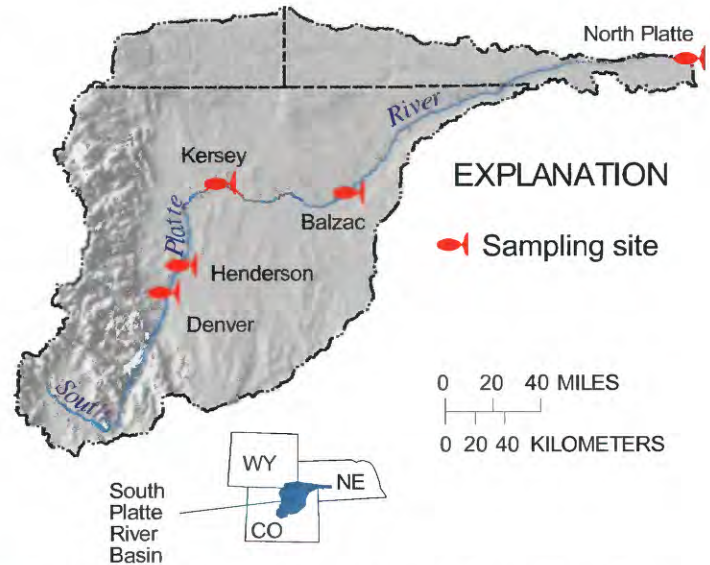 North Platte
River
Kersey
EXPLANATION
Balzac
Platte
Sampling site
Henderson
Denver
South
0 20 40 MILES
0 20 40 KILOMETERS
WY
NE
South
Platte
River
Basin
CO